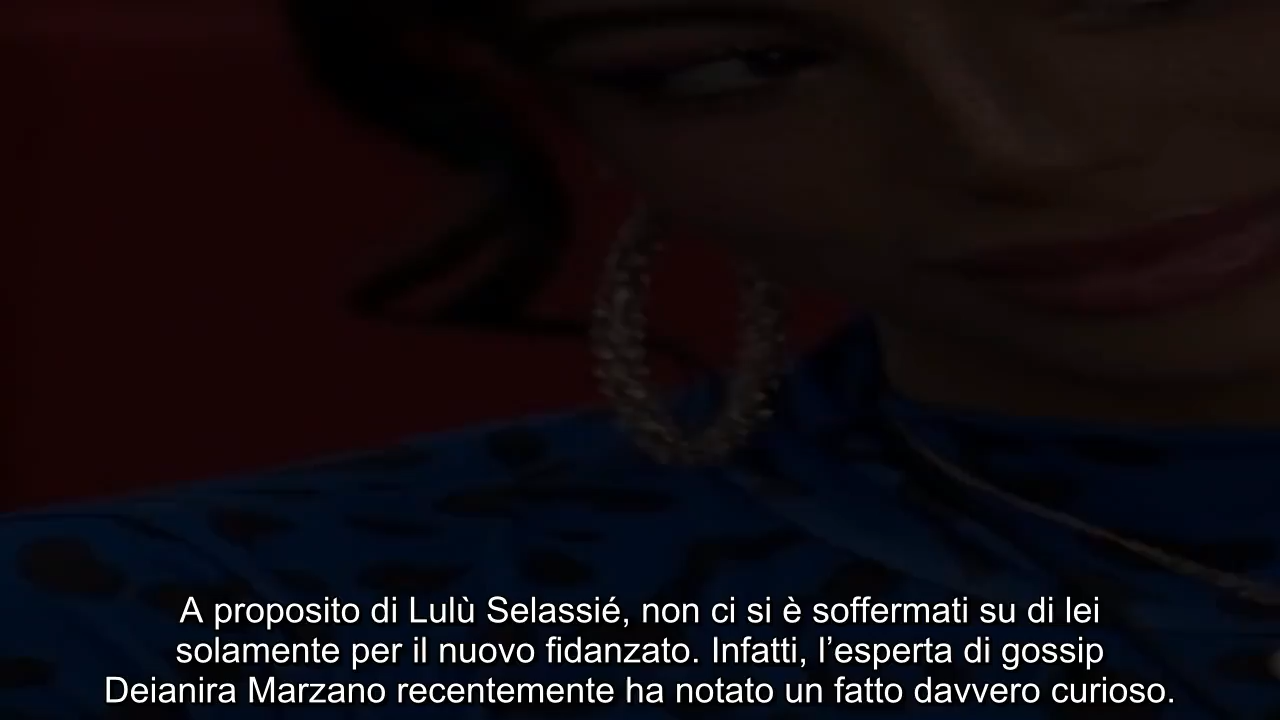 A proposito di Lulù Selassié, non ci si è soffermati su di lei
solamente per il nuovo fidanzato. Infatti, l’esperta di gossip
Deianira Marzano recentemente ha notato un fatto davvero curioso.